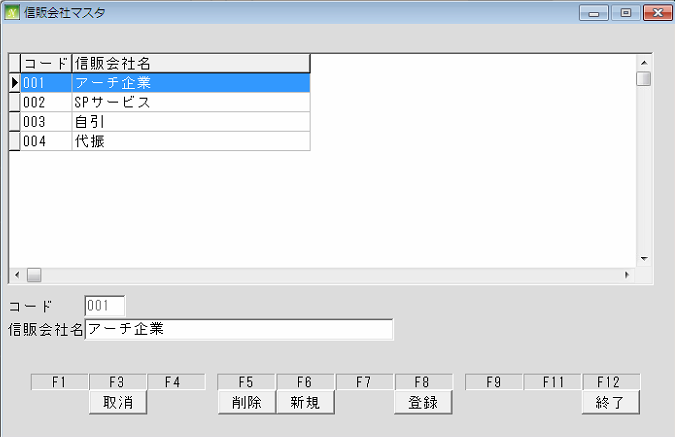 信販会社マスタ
コード 信販会社名
001 アーチ企業
002 SPサービス
003 自引
004 代振
コード 001
信販会社名 アーチ企業
F1 F3 F4 F5 F6 F7 F8 F9 F11 F12
取消 削除 新規 登録 終了